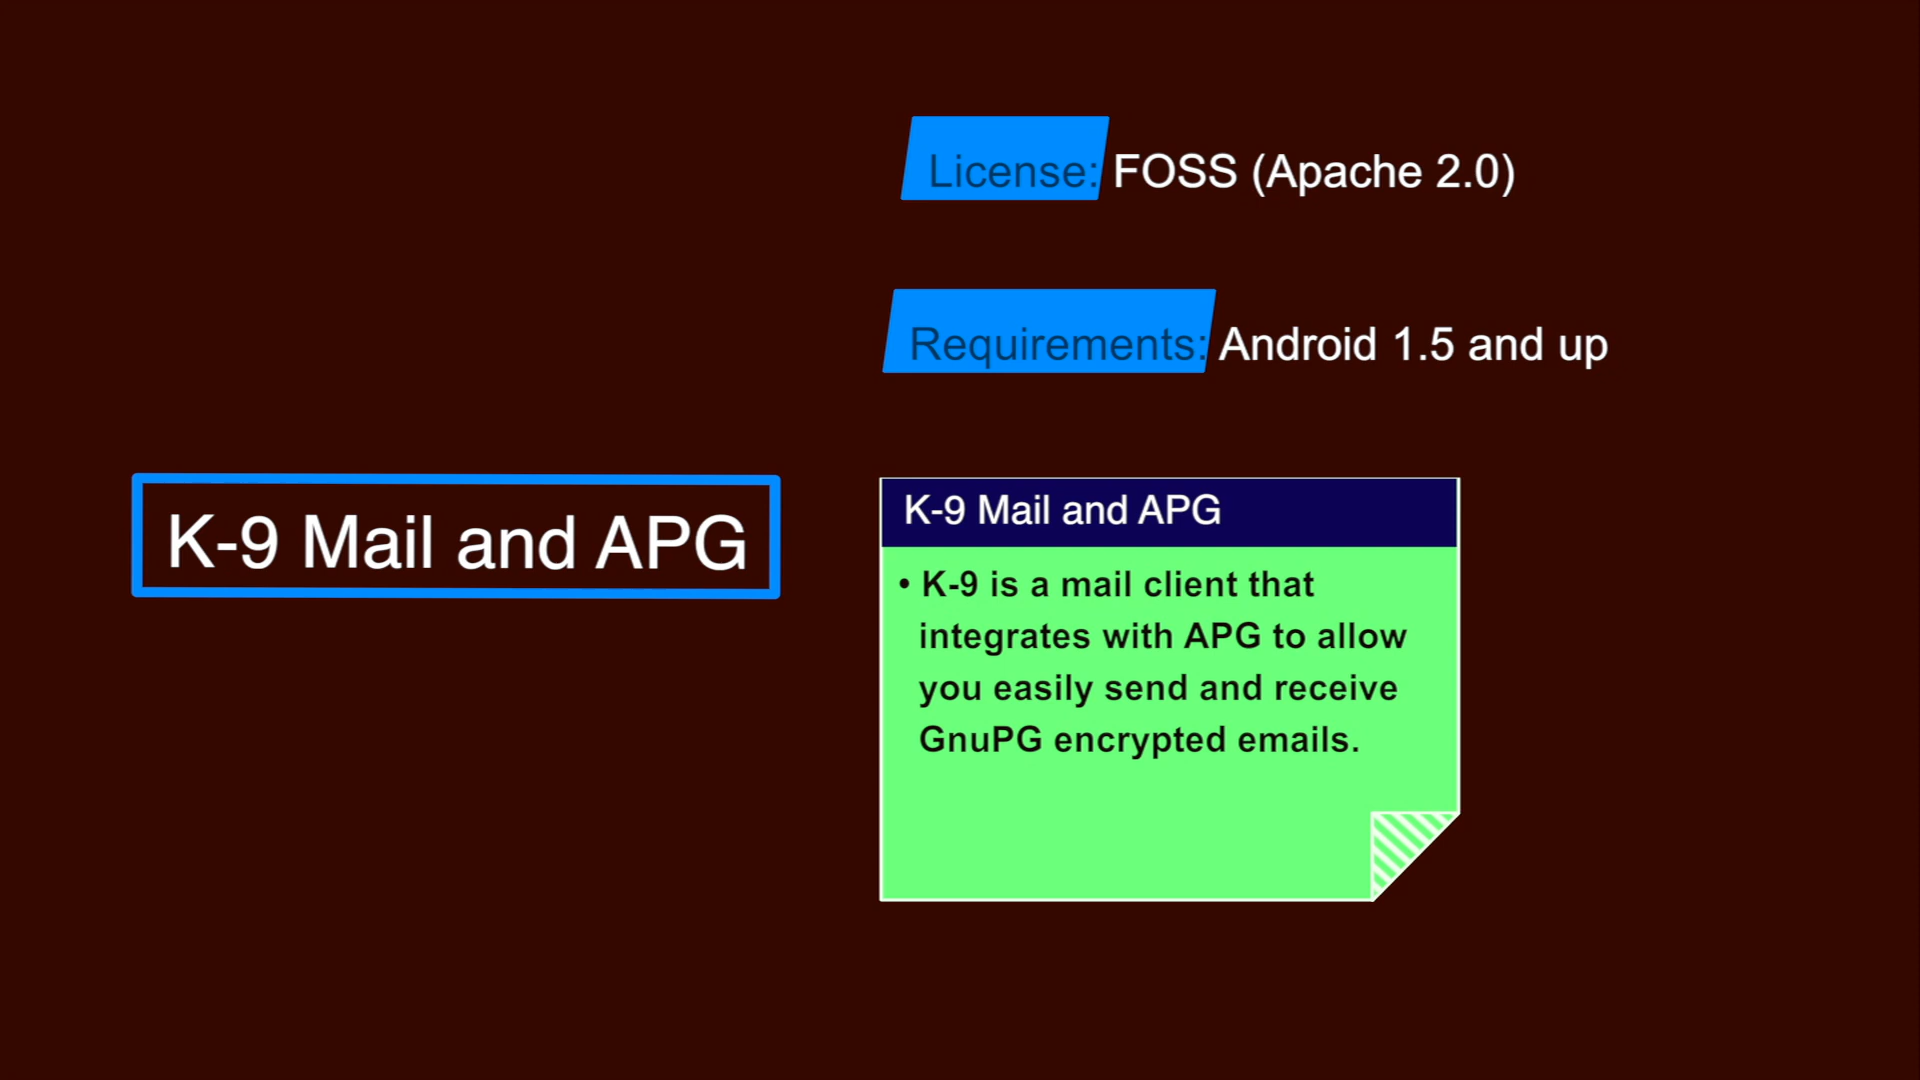 License: FOSS (Apache 2.0)
Requirements: Android 1.5 and up
K-9 Mail and APG
K-9 Mail and APG
• K-9 is a mail client that
integrates with APG to allow
you easily send and receive
GnuPG encrypted emails.